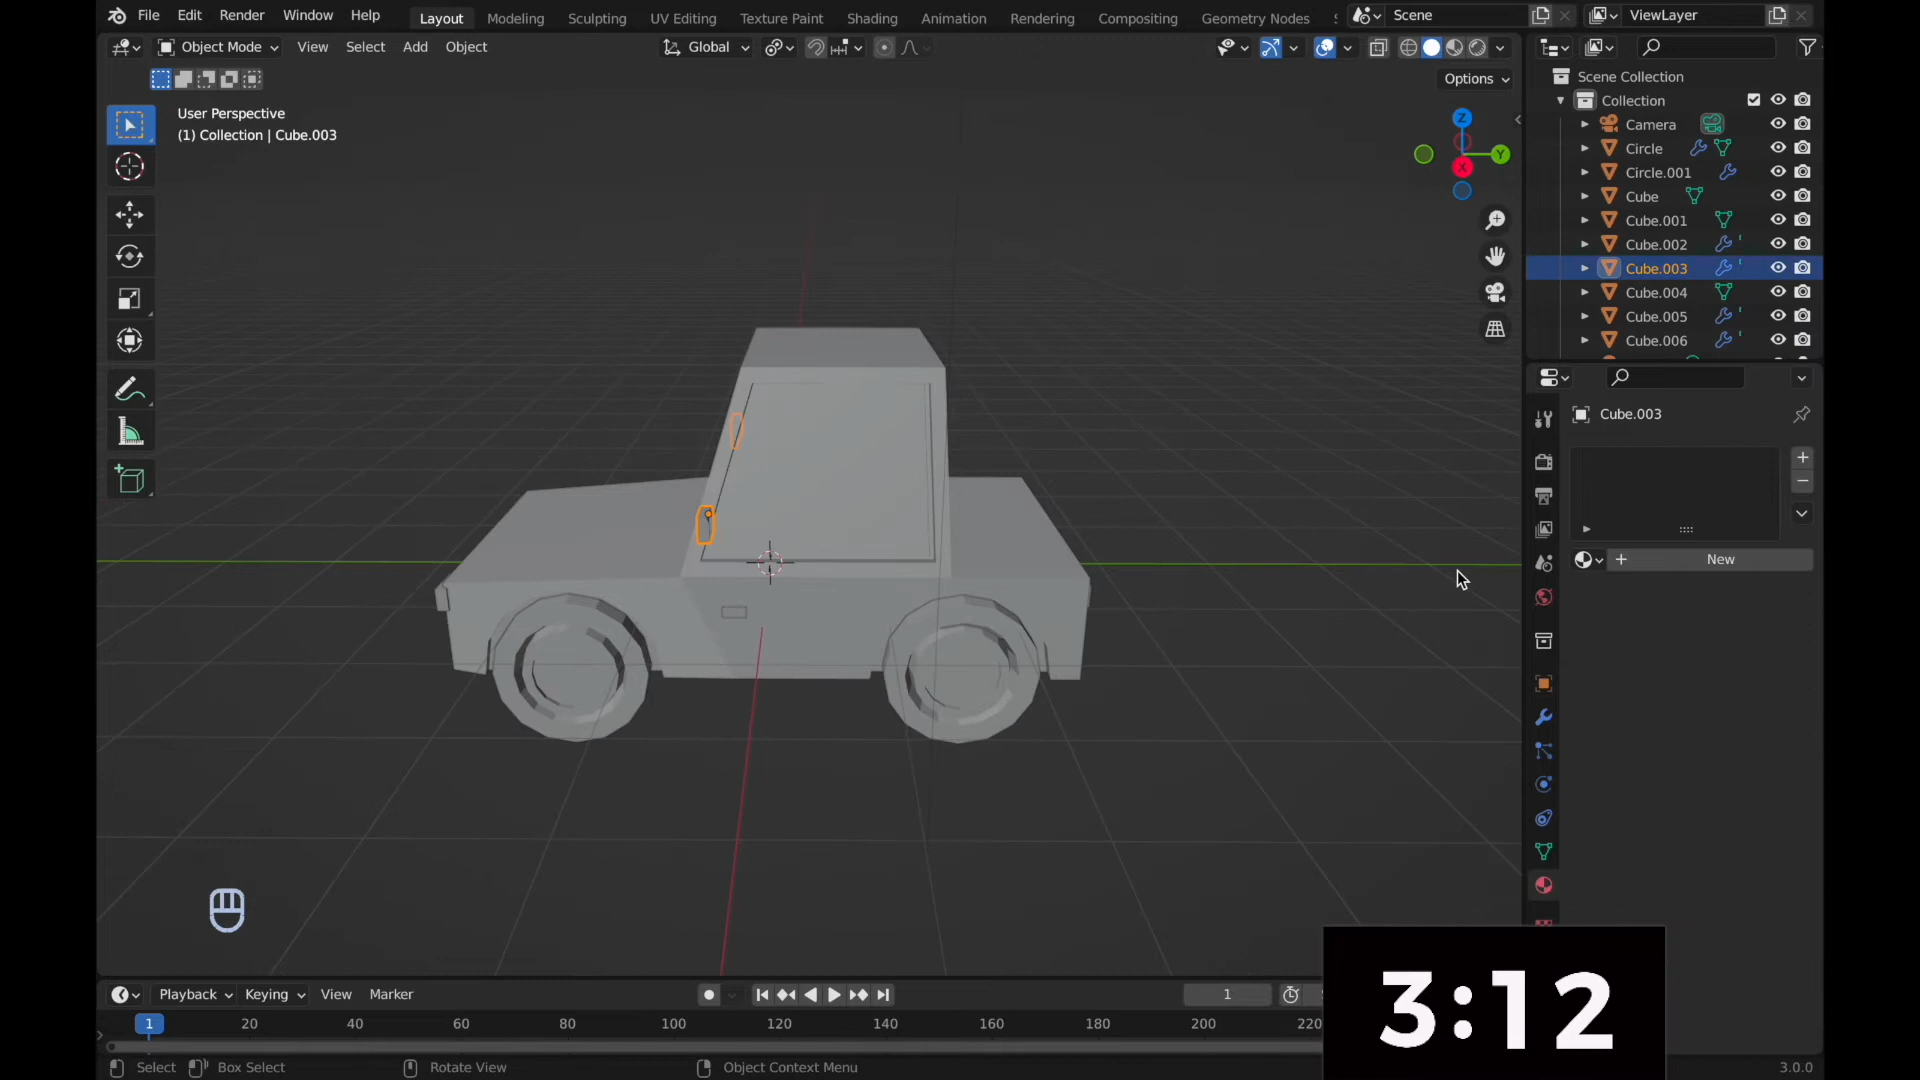 File Edit Render Window Help Layout Modeling Sculpting UV Editing Texture Paint Shading Animation Rendering Compositing Geometry Nodes Scene ViewLayer
Object Mode View Select Add Object Global
Options
User Perspective
(1) Collection | Cube.003
Z
Y
X
Scene Collection
Collection
Camera
Circle
Circle.001
Cube
Cube.001
Cube.002
Cube.003
Cube.004
Cube.005
Cube.006
Cube.003
New
Playback Keying View Marker 1
1 20 40 60 80 100 120 140 160 180 200 220
Select Box Select Rotate View Object Context Menu 3.0.0
3:12